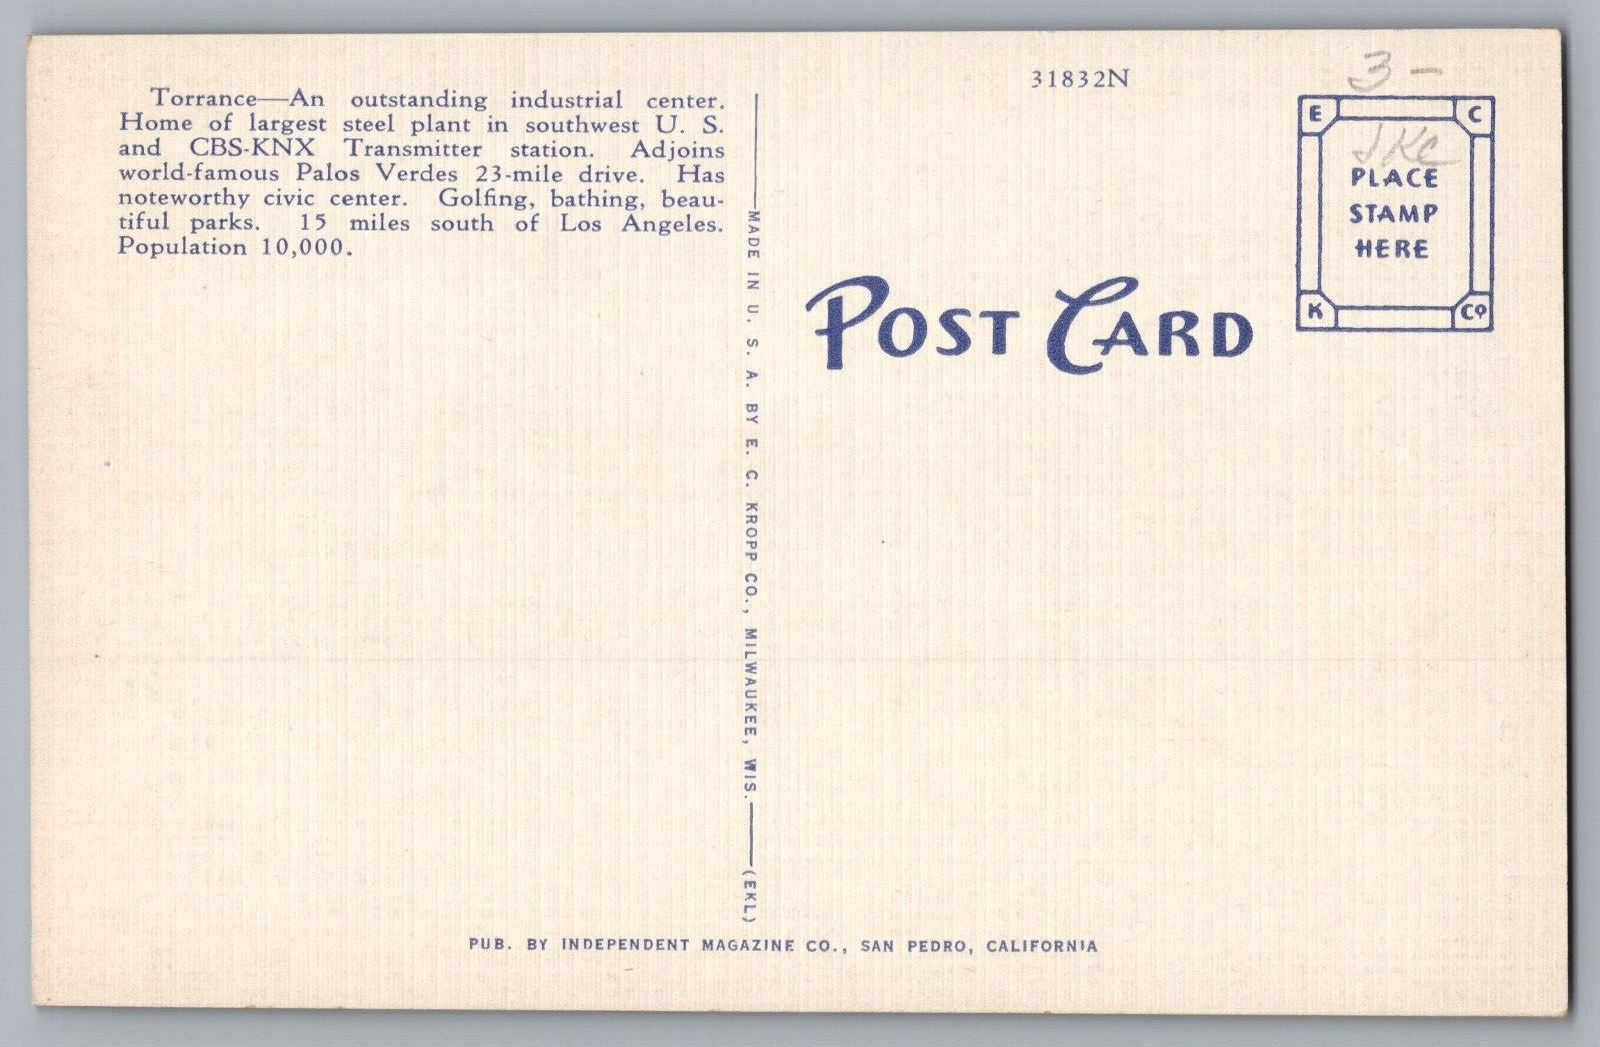 Torrance—An outstanding industrial center.
Home of largest steel plant in southwest U. S.
and CBS-KNX Transmitter station. Adjoins
world-famous Palos Verdes 23-mile drive. Has
noteworthy civic center. Golfing, bathing, beau-
tiful parks. 15 miles south of Los Angeles.
Population 10,000.
MADE IN U. S. A. BY E. C. KROPP CO., MILWAUKEE, WIS.—(EKL)
31832N
3 –
E C
PLACE
STAMP
HERE
K Co
POST CARD
PUB. BY INDEPENDENT MAGAZINE CO., SAN PEDRO, CALIFORNIA